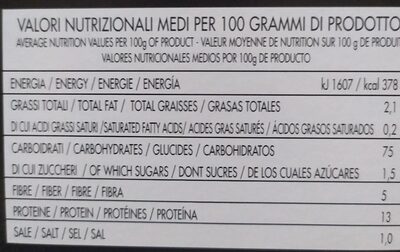 VALORI NUTRIZIONALI MEDI PER 100 GRAMMI DI PRODOTTO
AVERAGE NUTRITION VALUES PER 100g OF PRODUCT - VALEUR MOYENNE DE NUTRITION SUR 100 g DE PRODUIT
VALORES NUTRICIONALES MEDIOS POR 100g DE PRODUCTO
ENERGIA / ENERGY / ENERGIE / ENERGÍA kJ 1607 / kcal 378
GRASSI TOTALI / TOTAL FAT / TOTAL GRAISSES / GRASAS TOTALES 2,1
DI CUI ACIDI GRASSI SATURI /SATURATED FATTY ACIDS/ ACIDES GRAS SATURÉS / ÁCIDOS GRASOS SATURADOS 0,2
CARBOIDRATI / CARBOHYDRATES / GLUCIDES / CARBOHIDRATOS 75
DI CUI ZUCCHERI / OF WHICH SUGARS / DONT SUCRES / DE LOS CUALES AZÚCARES 1,5
FIBRE / FIBER / FIBRE / FIBRA 5
PROTEINE / PROTEIN / PROTÉINES / PROTEÍNA 13
SALE / SALT / SEL / SAL 1,0